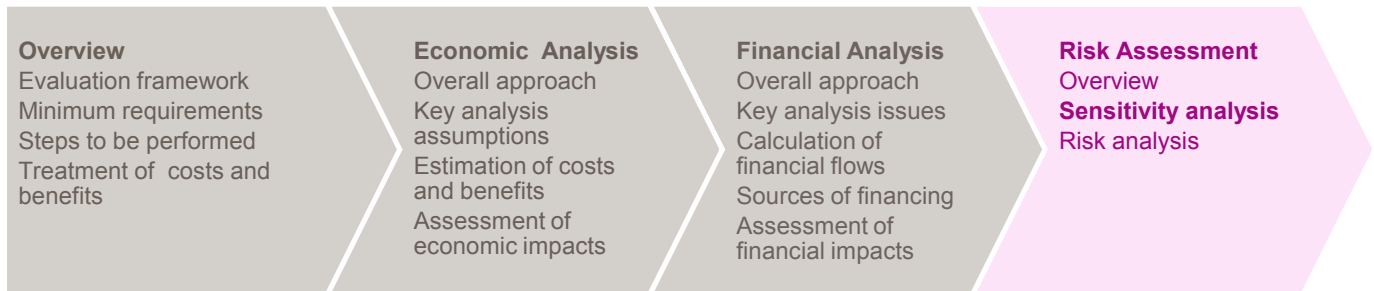 Overview
Evaluation framework
Minimum requirements
Steps to be performed
Treatment of costs and
benefits
Economic Analysis
Overall approach
Key analysis
assumptions
Estimation of costs
and benefits
Assessment of
economic impacts
Financial Analysis
Overall approach
Key analysis issues
Calculation of
financial flows
Sources of financing
Assessment of
financial impacts
Risk Assessment
Overview
Sensitivity analysis
Risk analysis